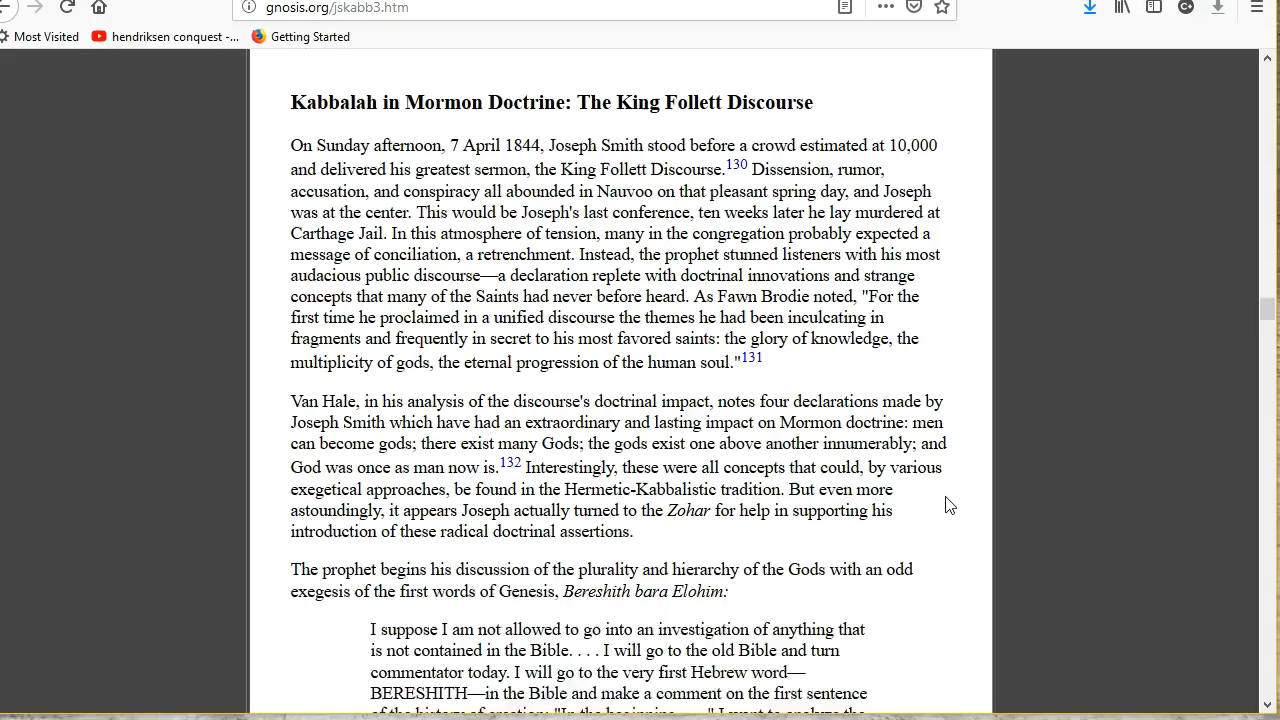 gnosis.org/jskabb3.htm
Most Visited hendriksen conquest -... Getting Started
Kabbalah in Mormon Doctrine: The King Follett Discourse
On Sunday afternoon, 7 April 1844, Joseph Smith stood before a crowd estimated at 10,000
and delivered his greatest sermon, the King Follett Discourse.130 Dissension, rumor,
accusation, and conspiracy all abounded in Nauvoo on that pleasant spring day, and Joseph
was at the center. This would be Joseph's last conference, ten weeks later he lay murdered at
Carthage Jail. In this atmosphere of tension, many in the congregation probably expected a
message of conciliation, a retrenchment. Instead, the prophet stunned listeners with his most
audacious public discourse—a declaration replete with doctrinal innovations and strange
concepts that many of the Saints had never before heard. As Fawn Brodie noted, "For the
first time he proclaimed in a unified discourse the themes he had been inculcating in
fragments and frequently in secret to his most favored saints: the glory of knowledge, the
multiplicity of gods, the eternal progression of the human soul."131
Van Hale, in his analysis of the discourse's doctrinal impact, notes four declarations made by
Joseph Smith which have had an extraordinary and lasting impact on Mormon doctrine: men
can become gods; there exist many Gods; the gods exist one above another innumerably; and
God was once as man now is.132 Interestingly, these were all concepts that could, by various
exegetical approaches, be found in the Hermetic-Kabbalistic tradition. But even more
astoundingly, it appears Joseph actually turned to the Zohar for help in supporting his
introduction of these radical doctrinal assertions.
The prophet begins his discussion of the plurality and hierarchy of the Gods with an odd
exegesis of the first words of Genesis, Bereshith bara Elohim:
I suppose I am not allowed to go into an investigation of anything that
is not contained in the Bible. . . . I will go to the old Bible and turn
commentator today. I will go to the very first Hebrew word—
BERESHITH—in the Bible and make a comment on the first sentence
of the history of creation: "In the beginning. . . ." I want to analyze the